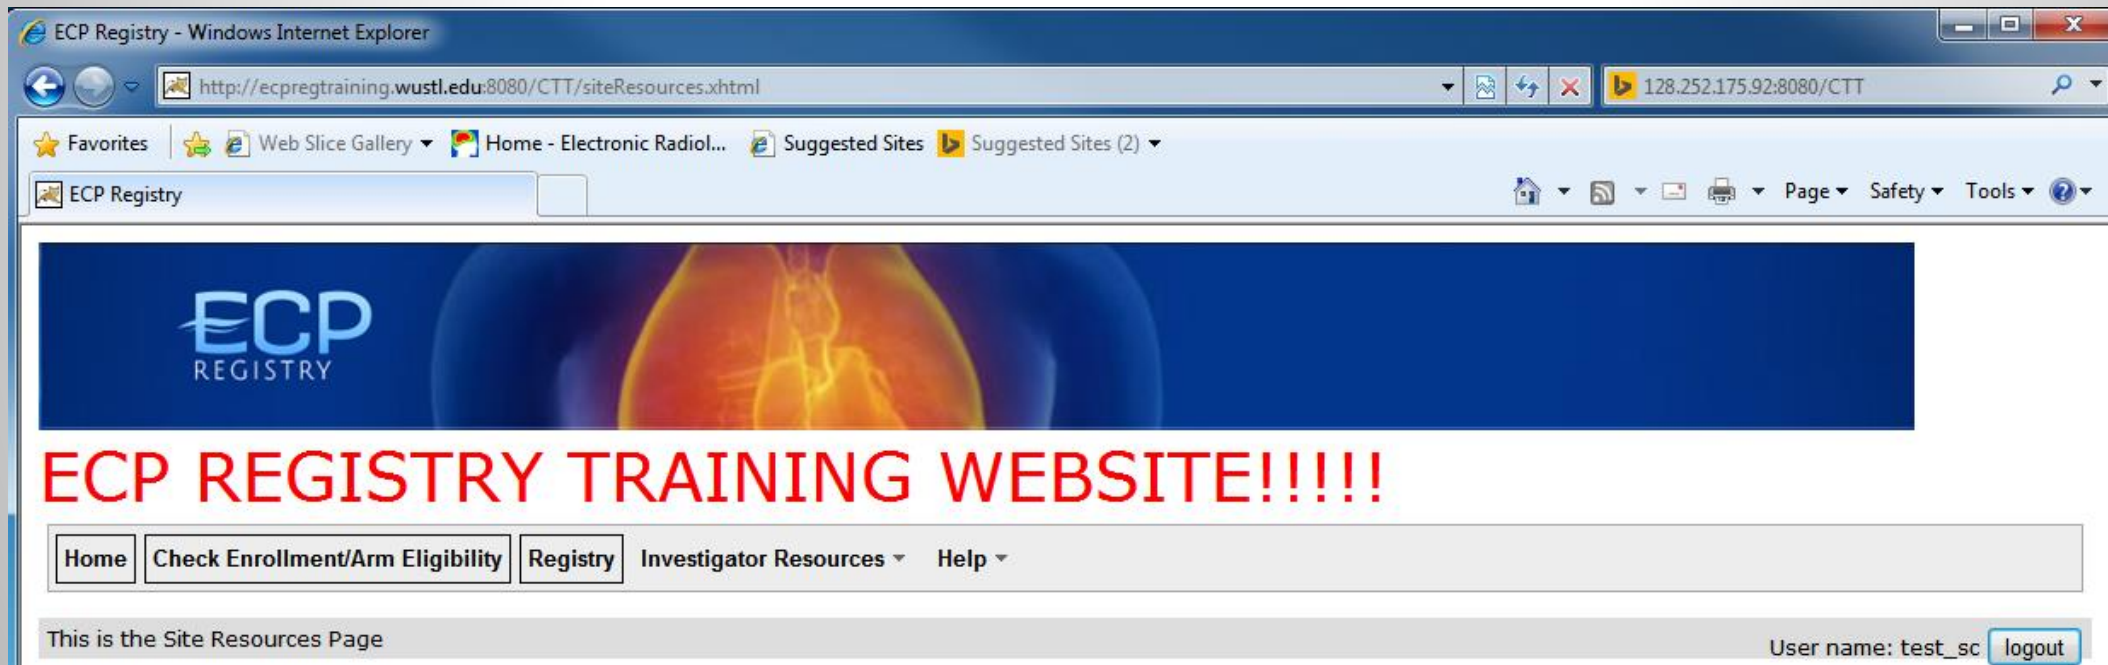 ECP Registry - Windows Internet Explorer
http://ecpregtraining.wustl.edu:8080/CTT/siteResources.xhtml
128.252.175.92:8080/CTT
Favorites Web Slice Gallery Home - Electronic Radiol... Suggested Sites Suggested Sites (2)
ECP Registry Page Safety Tools
ECP
REGISTRY
ECP REGISTRY TRAINING WEBSITE!!!!!
Home Check Enrollment/Arm Eligibility Registry Investigator Resources Help
This is the Site Resources Page User name: test_sc logout